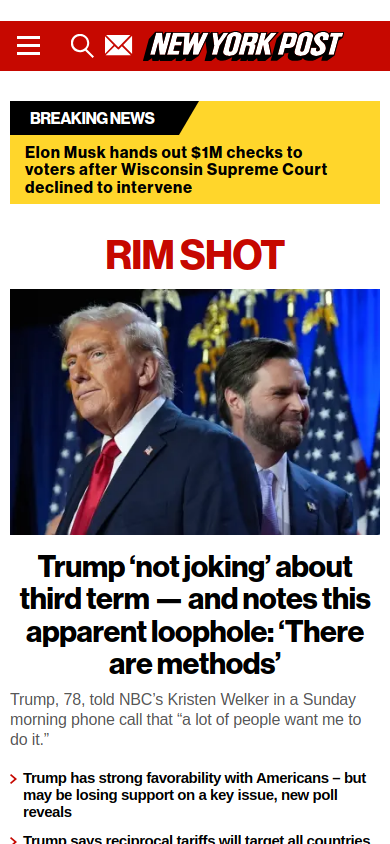 NEW YORK POST
BREAKING NEWS
Elon Musk hands out $1M checks to
voters after Wisconsin Supreme Court
declined to intervene
RIM SHOT
Trump ‘not joking’ about
third term — and notes this
apparent loophole: ‘There
are methods’
Trump, 78, told NBC’s Kristen Welker in a Sunday
morning phone call that “a lot of people want me to
do it.”
Trump has strong favorability with Americans – but
may be losing support on a key issue, new poll
reveals
Trump says reciprocal tariffs will target all countries